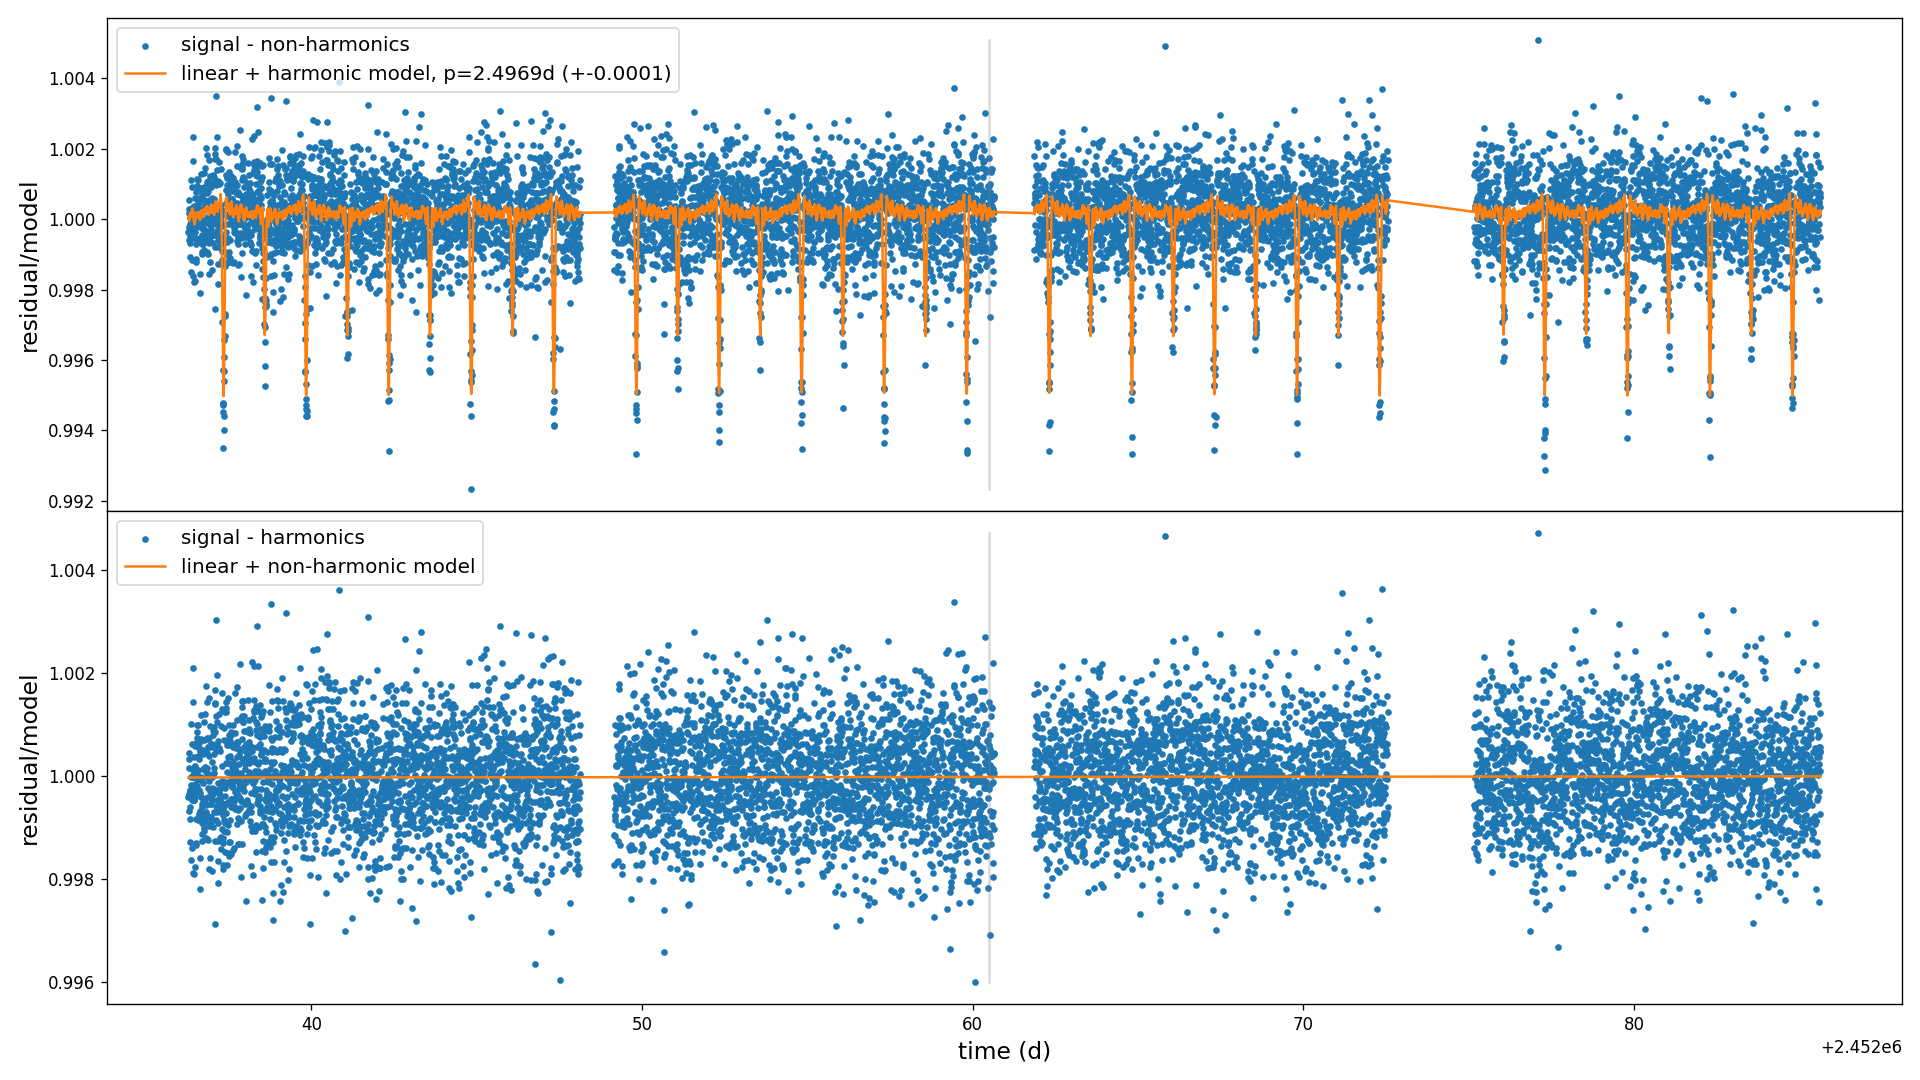 signal - non-harmonics
linear + harmonic model, p=2.4969d (+-0.0001)
1.004
1.002
1.000
0.998
0.996
0.994
0.992
residual/model
signal - harmonics
linear + non-harmonic model
1.004
1.002
1.000
0.998
0.996
residual/model
40
50
60
70
80
time (d)
+2.452e6